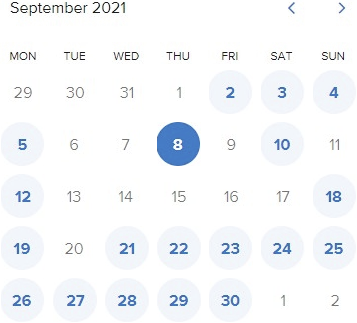 September 2021
MON TUE WED THU FRI SAT SUN
29 30 31 1 2 3 4
5 6 7 8 9 10 11
12 13 14 15 16 17 18
19 20 21 22 23 24 25
26 27 28 29 30 1 2